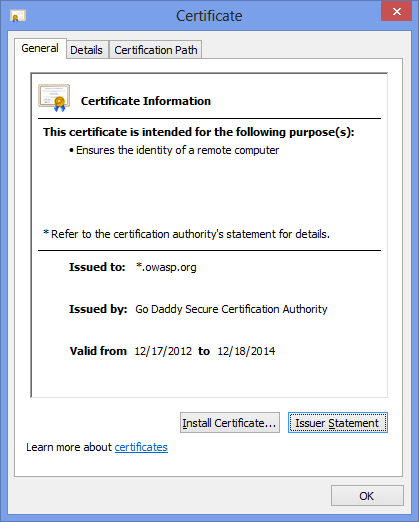 Certificate
General Details Certification Path
Certificate Information
This certificate is intended for the following purpose(s):
• Ensures the identity of a remote computer
* Refer to the certification authority's statement for details.
Issued to: *.owasp.org
Issued by: Go Daddy Secure Certification Authority
Valid from 12/17/2012 to 12/18/2014
Install Certificate... Issuer Statement
Learn more about certificates
OK